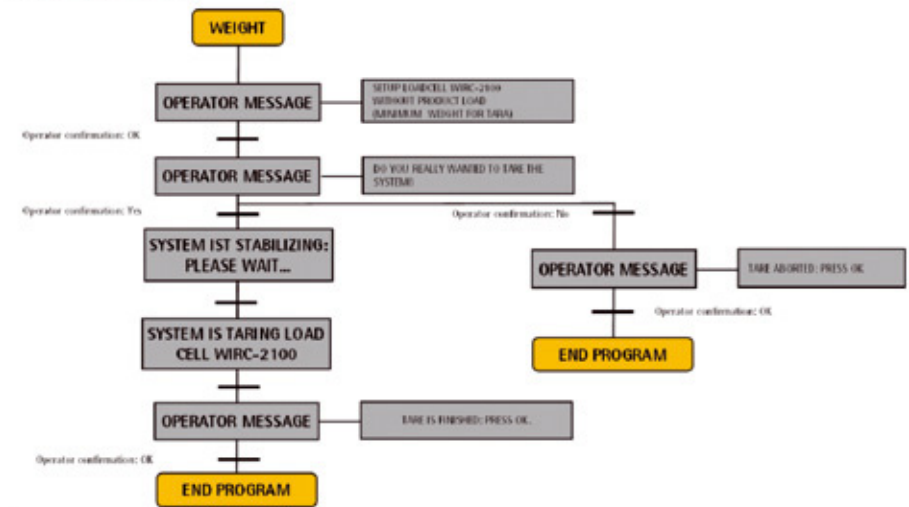 WEIGHT
OPERATOR MESSAGE
SETUP LOADCELL WIRC-2100
WITHOUT PRODUCT LOAD
(MINIMUM WEIGHT FOR TARA)
Operator confirmation: OK
OPERATOR MESSAGE
DO YOU REALLY WANTED TO TARE THE
SYSTEM?
Operator confirmation: Yes
Operator confirmation: No
SYSTEM IST STABILIZING:
PLEASE WAIT...
OPERATOR MESSAGE
TARE ABORTED: PRESS OK
Operator confirmation: OK
SYSTEM IS TARING LOAD
CELL WIRC-2100
END PROGRAM
OPERATOR MESSAGE
TARE IS FINISHED: PRESS OK.
Operator confirmation: OK
END PROGRAM